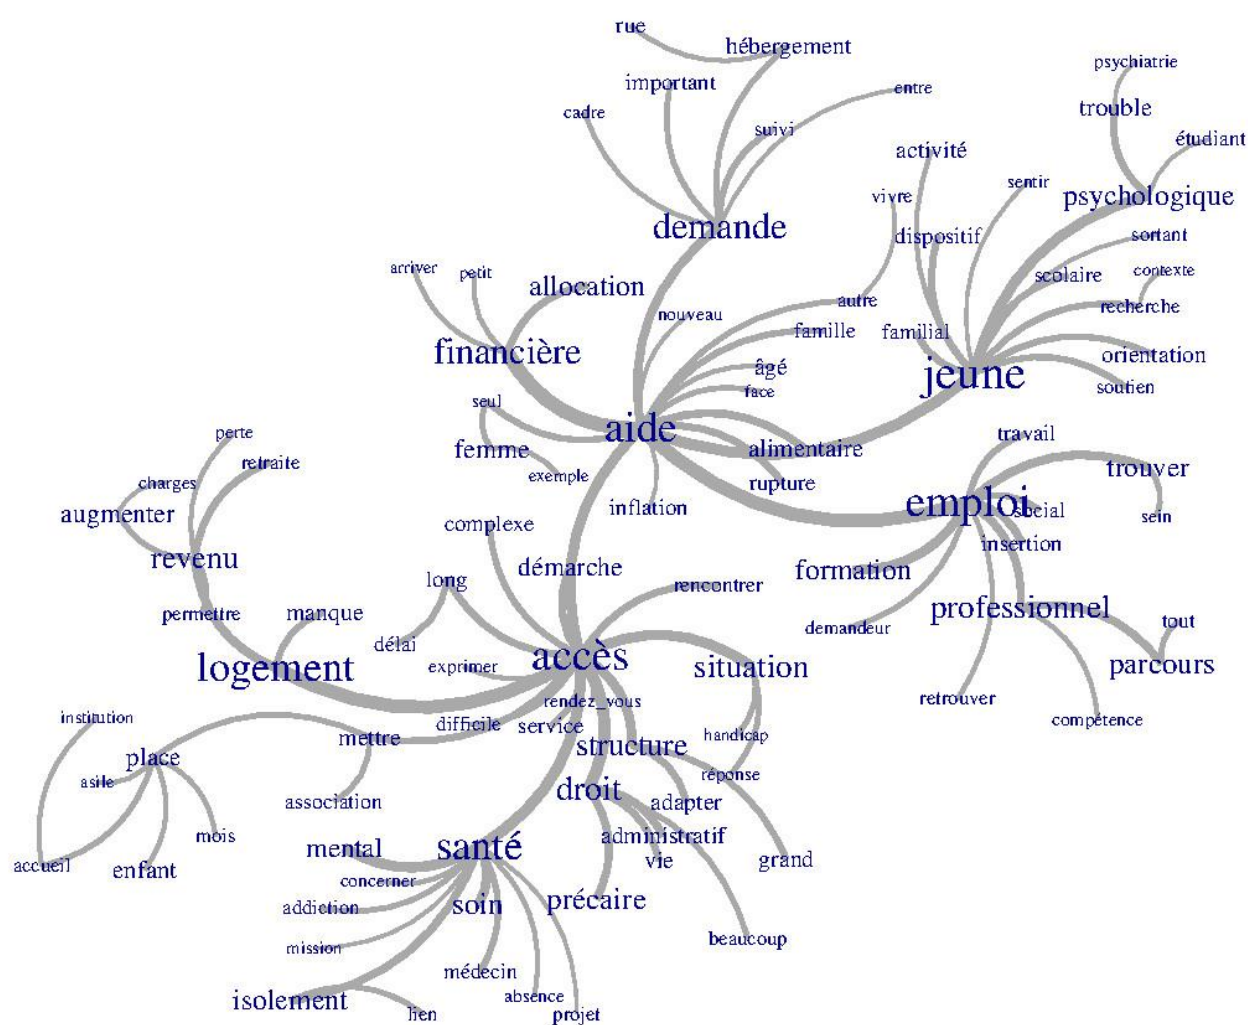 rue
hébergement
psychiatrie
important
entre
trouble
cadre
suivi
étudiant
activité
sentir
vivre
psychologique
demande
dispositif
sortant
arriver
petit
scolaire
contexte
allocation
autre
recherche
nouveau
famille
familial
financière
orientation
âgé
jeune
soutien
face
seul
aide
perte
travail
femme
alimentaire
retraite
trouver
exemple
charges
rupture
emploi
inflation
social
sein
augmenter
complexe
insertion
revenu
démarche
formation
long
rencontrer
professionnel
permettre
manque
demandeur
tout
délai
accès
parcours
logement
exprimer
situation
rendez_vous
retrouver
institution
difficile
service
compétence
mettre
structure
handicap
place
asile
réponse
droit
association
adapter
mois
administratif
mental
santé
vie
grand
accueil
enfant
concerner
addiction
soin
précaire
mission
beaucoup
médecin
isolement
absence
lien
projet